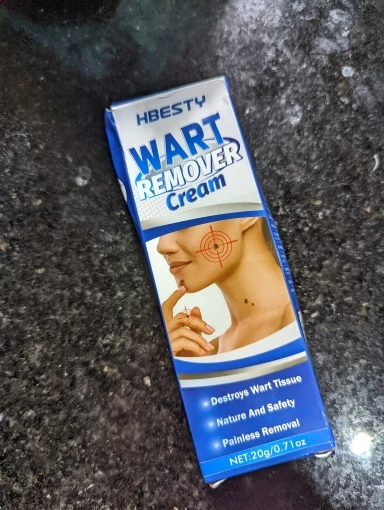 HBESTY
WART
REMOVER
Cream
Destroys Wart Tissue
Nature And Safety
Painless Removal
NET:20g/0.71oz